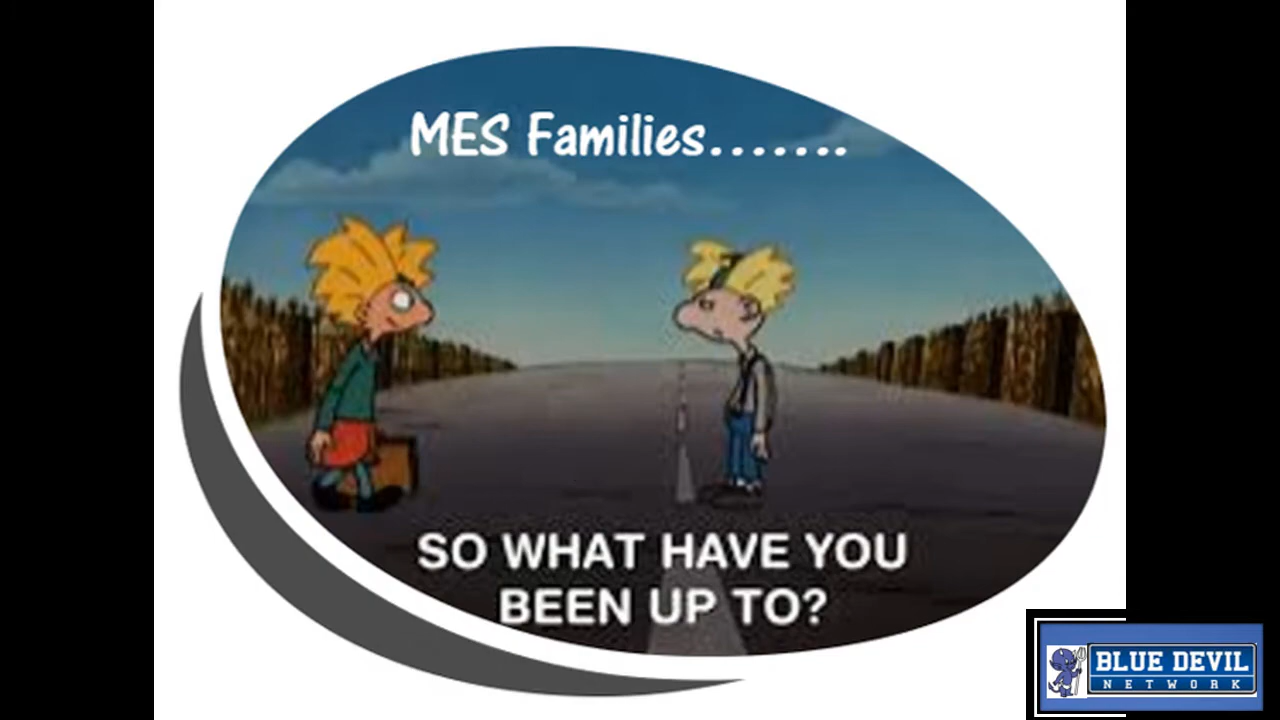 MES Families.......
SO WHAT HAVE YOU
BEEN UP TO?
BLUE DEVIL
NETWORK